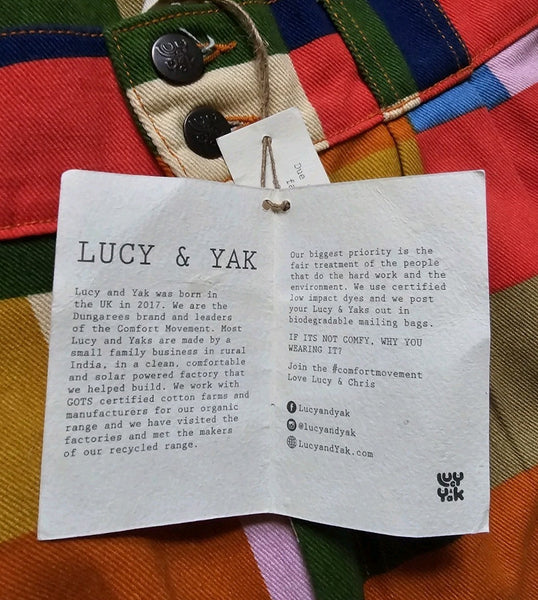 Due
LUCY & YAK
Lucy and Yak was born in
the UK in 2017. We are the
Dungarees brand and leaders
of the Comfort Movement. Most
Lucy and Yaks are made by a
small family business in rural
India, in a clean, comfortable
and solar powered factory that
we helped build. We work with
GOTS certified cotton farms and
manufacturers for our organic
range and we have visited the
factories and met the makers
of our recycled range.
Our biggest priority is the
fair treatment of the people
that do the hard work and the
environment. We use certified
low impact dyes and we post
your Lucy & Yaks out in
biodegradable mailing bags.
IF ITS NOT COMFY, WHY YOU
WEARING IT?
Join the #comfortmovement
Love Lucy & Chris
Lucyandyak
@lucyandyak
LucyandYak.com
LUCY
& YAK